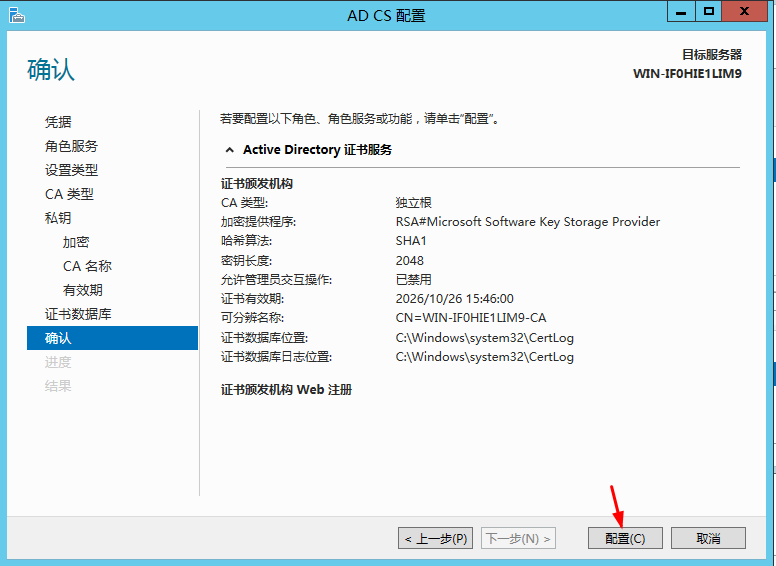 AD CS 配置
确认
目标服务器
WIN-IF0HIE1LIM9
凭据
角色服务
设置类型
CA 类型
私钥
加密
CA 名称
有效期
证书数据库
确认
进度
结果
若要配置以下角色、角色服务或功能，请单击"配置"。
Active Directory 证书服务
证书颁发机构
CA 类型: 独立根
加密提供程序: RSA#Microsoft Software Key Storage Provider
哈希算法: SHA1
密钥长度: 2048
允许管理员交互操作: 已禁用
证书有效期: 2026/10/26 15:46:00
可分辨名称: CN=WIN-IF0HIE1LIM9-CA
证书数据库位置: C:\Windows\system32\CertLog
证书数据库日志位置: C:\Windows\system32\CertLog
证书颁发机构 Web 注册
< 上一步(P) 下一步(N) > 配置(C) 取消